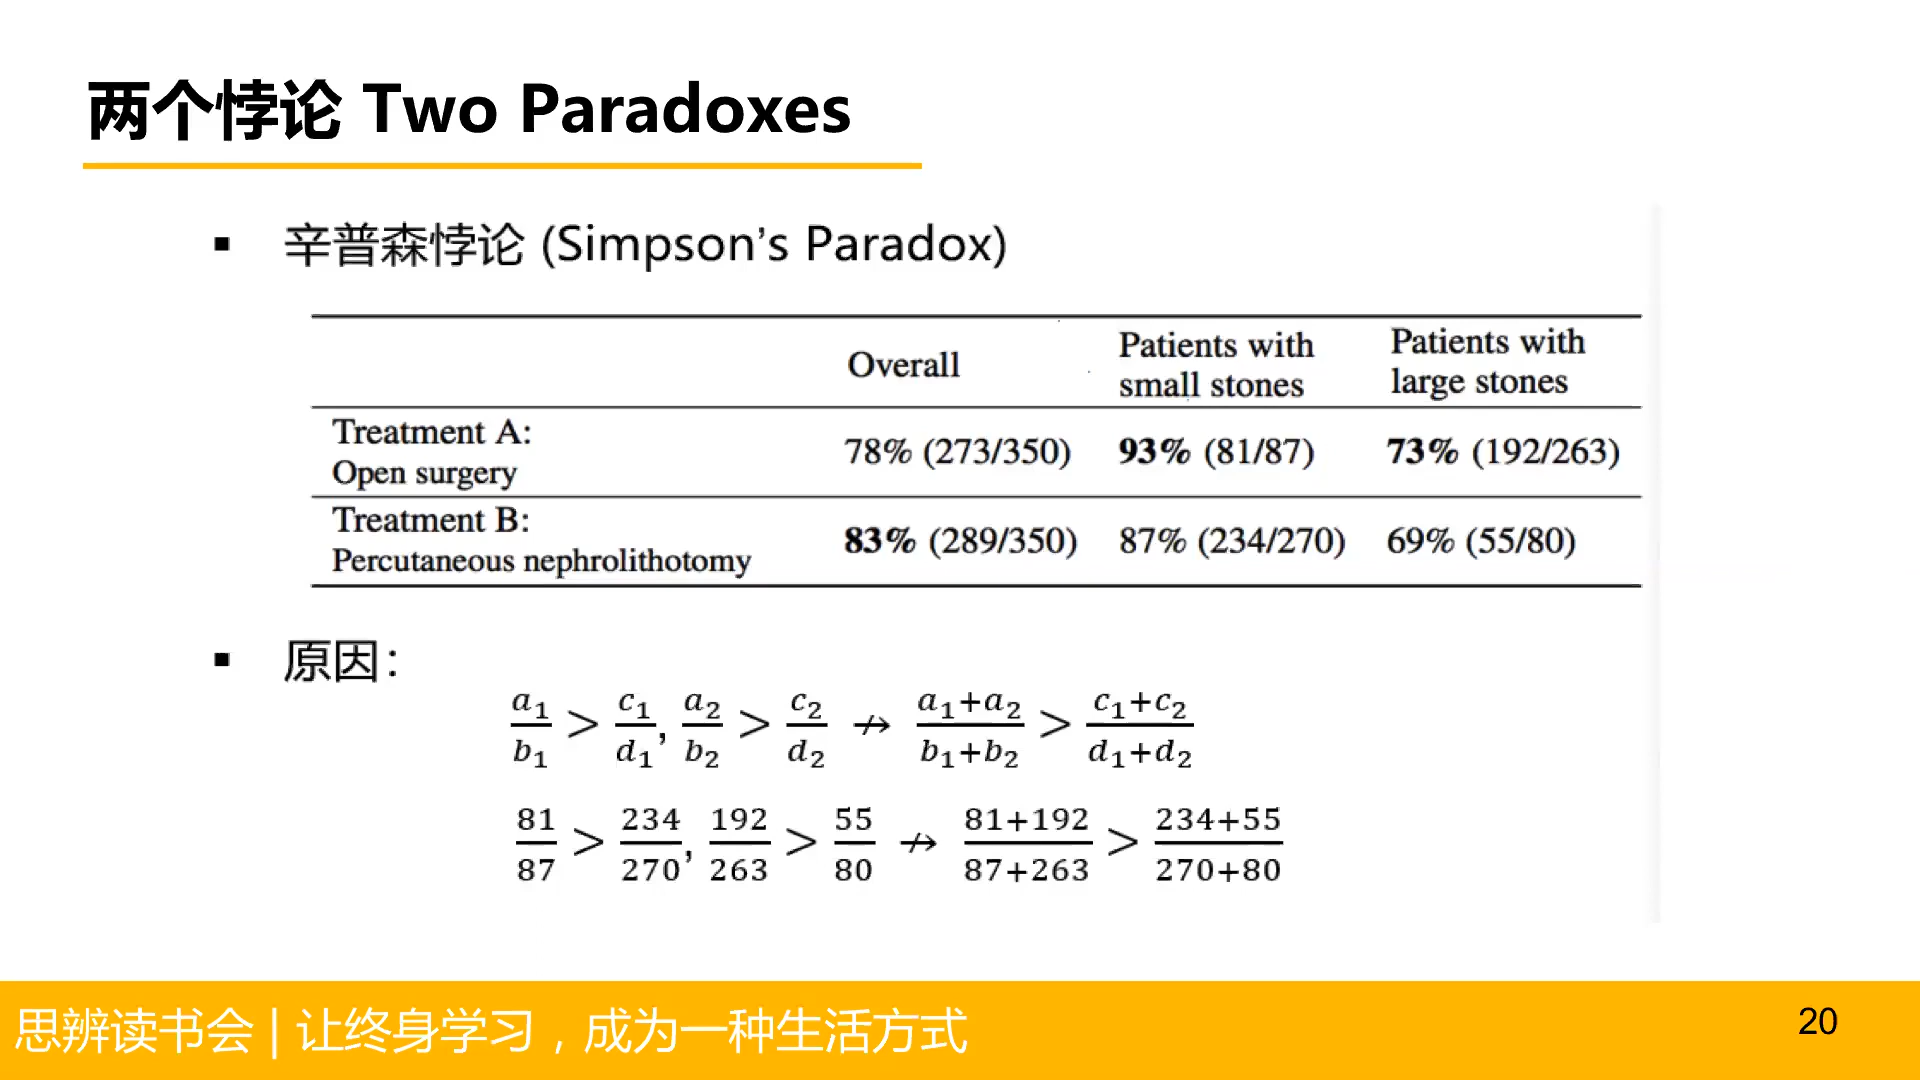 两个悖论 Two Paradoxes
▪ 辛普森悖论 (Simpson's Paradox)
Overall
Patients with
small stones
Patients with
large stones
Treatment A:
Open surgery
78% (273/350)
93% (81/87)
73% (192/263)
Treatment B:
Percutaneous nephrolithotomy
83% (289/350)
87% (234/270)
69% (55/80)
▪ 原因：
a₁/b₁ > c₁/d₁, a₂/b₂ > c₂/d₂ ↛ (a₁+a₂)/(b₁+b₂) > (c₁+c₂)/(d₁+d₂)
81/87 > 234/270, 192/263 > 55/80 ↛ (81+192)/(87+263) > (234+55)/(270+80)
思辨读书会 | 让终身学习，成为一种生活方式
20